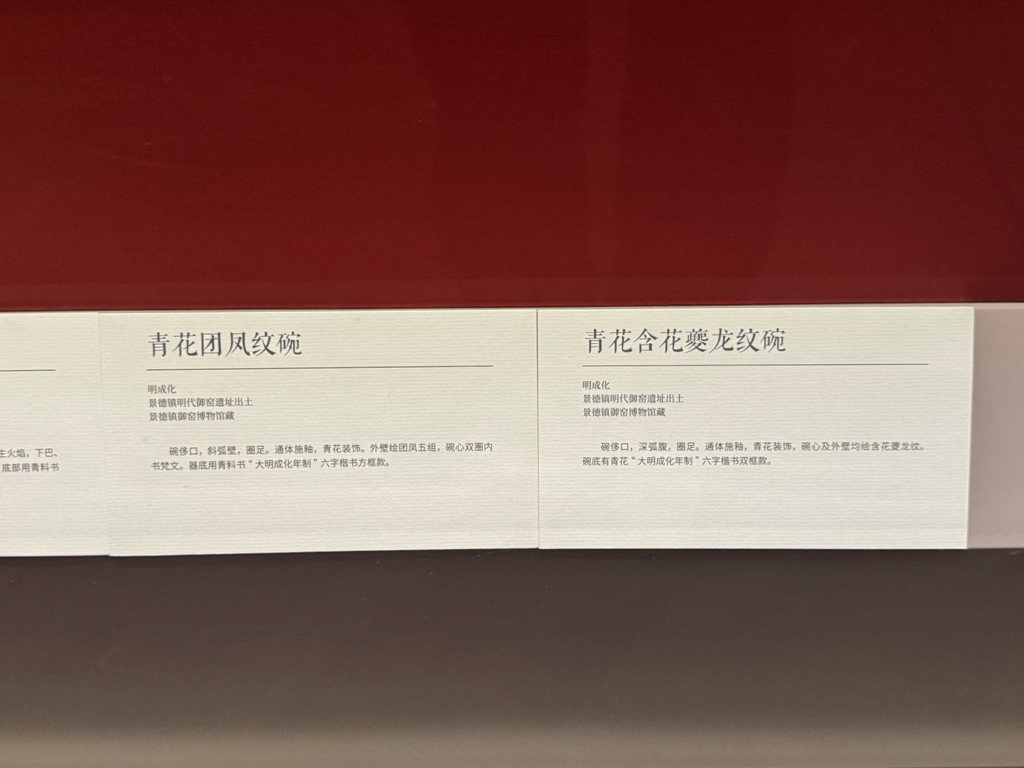 生火焰，下巴、
底部用青料书
青花团凤纹碗
明成化
景德镇明代御窑遗址出土
景德镇御窑博物馆藏
碗侈口，斜弧壁，圈足。通体施釉，青花装饰。外壁绘团凤五组，碗心双圈内
书梵文。器底用青料书“大明成化年制”六字楷书方框款。
青花含花夔龙纹碗
明成化
景德镇明代御窑遗址出土
景德镇御窑博物馆藏
碗侈口，深弧腹，圈足。通体施釉，青花装饰，碗心及外壁均绘含花夔龙纹。
碗底有青花“大明成化年制”六字楷书双框款。